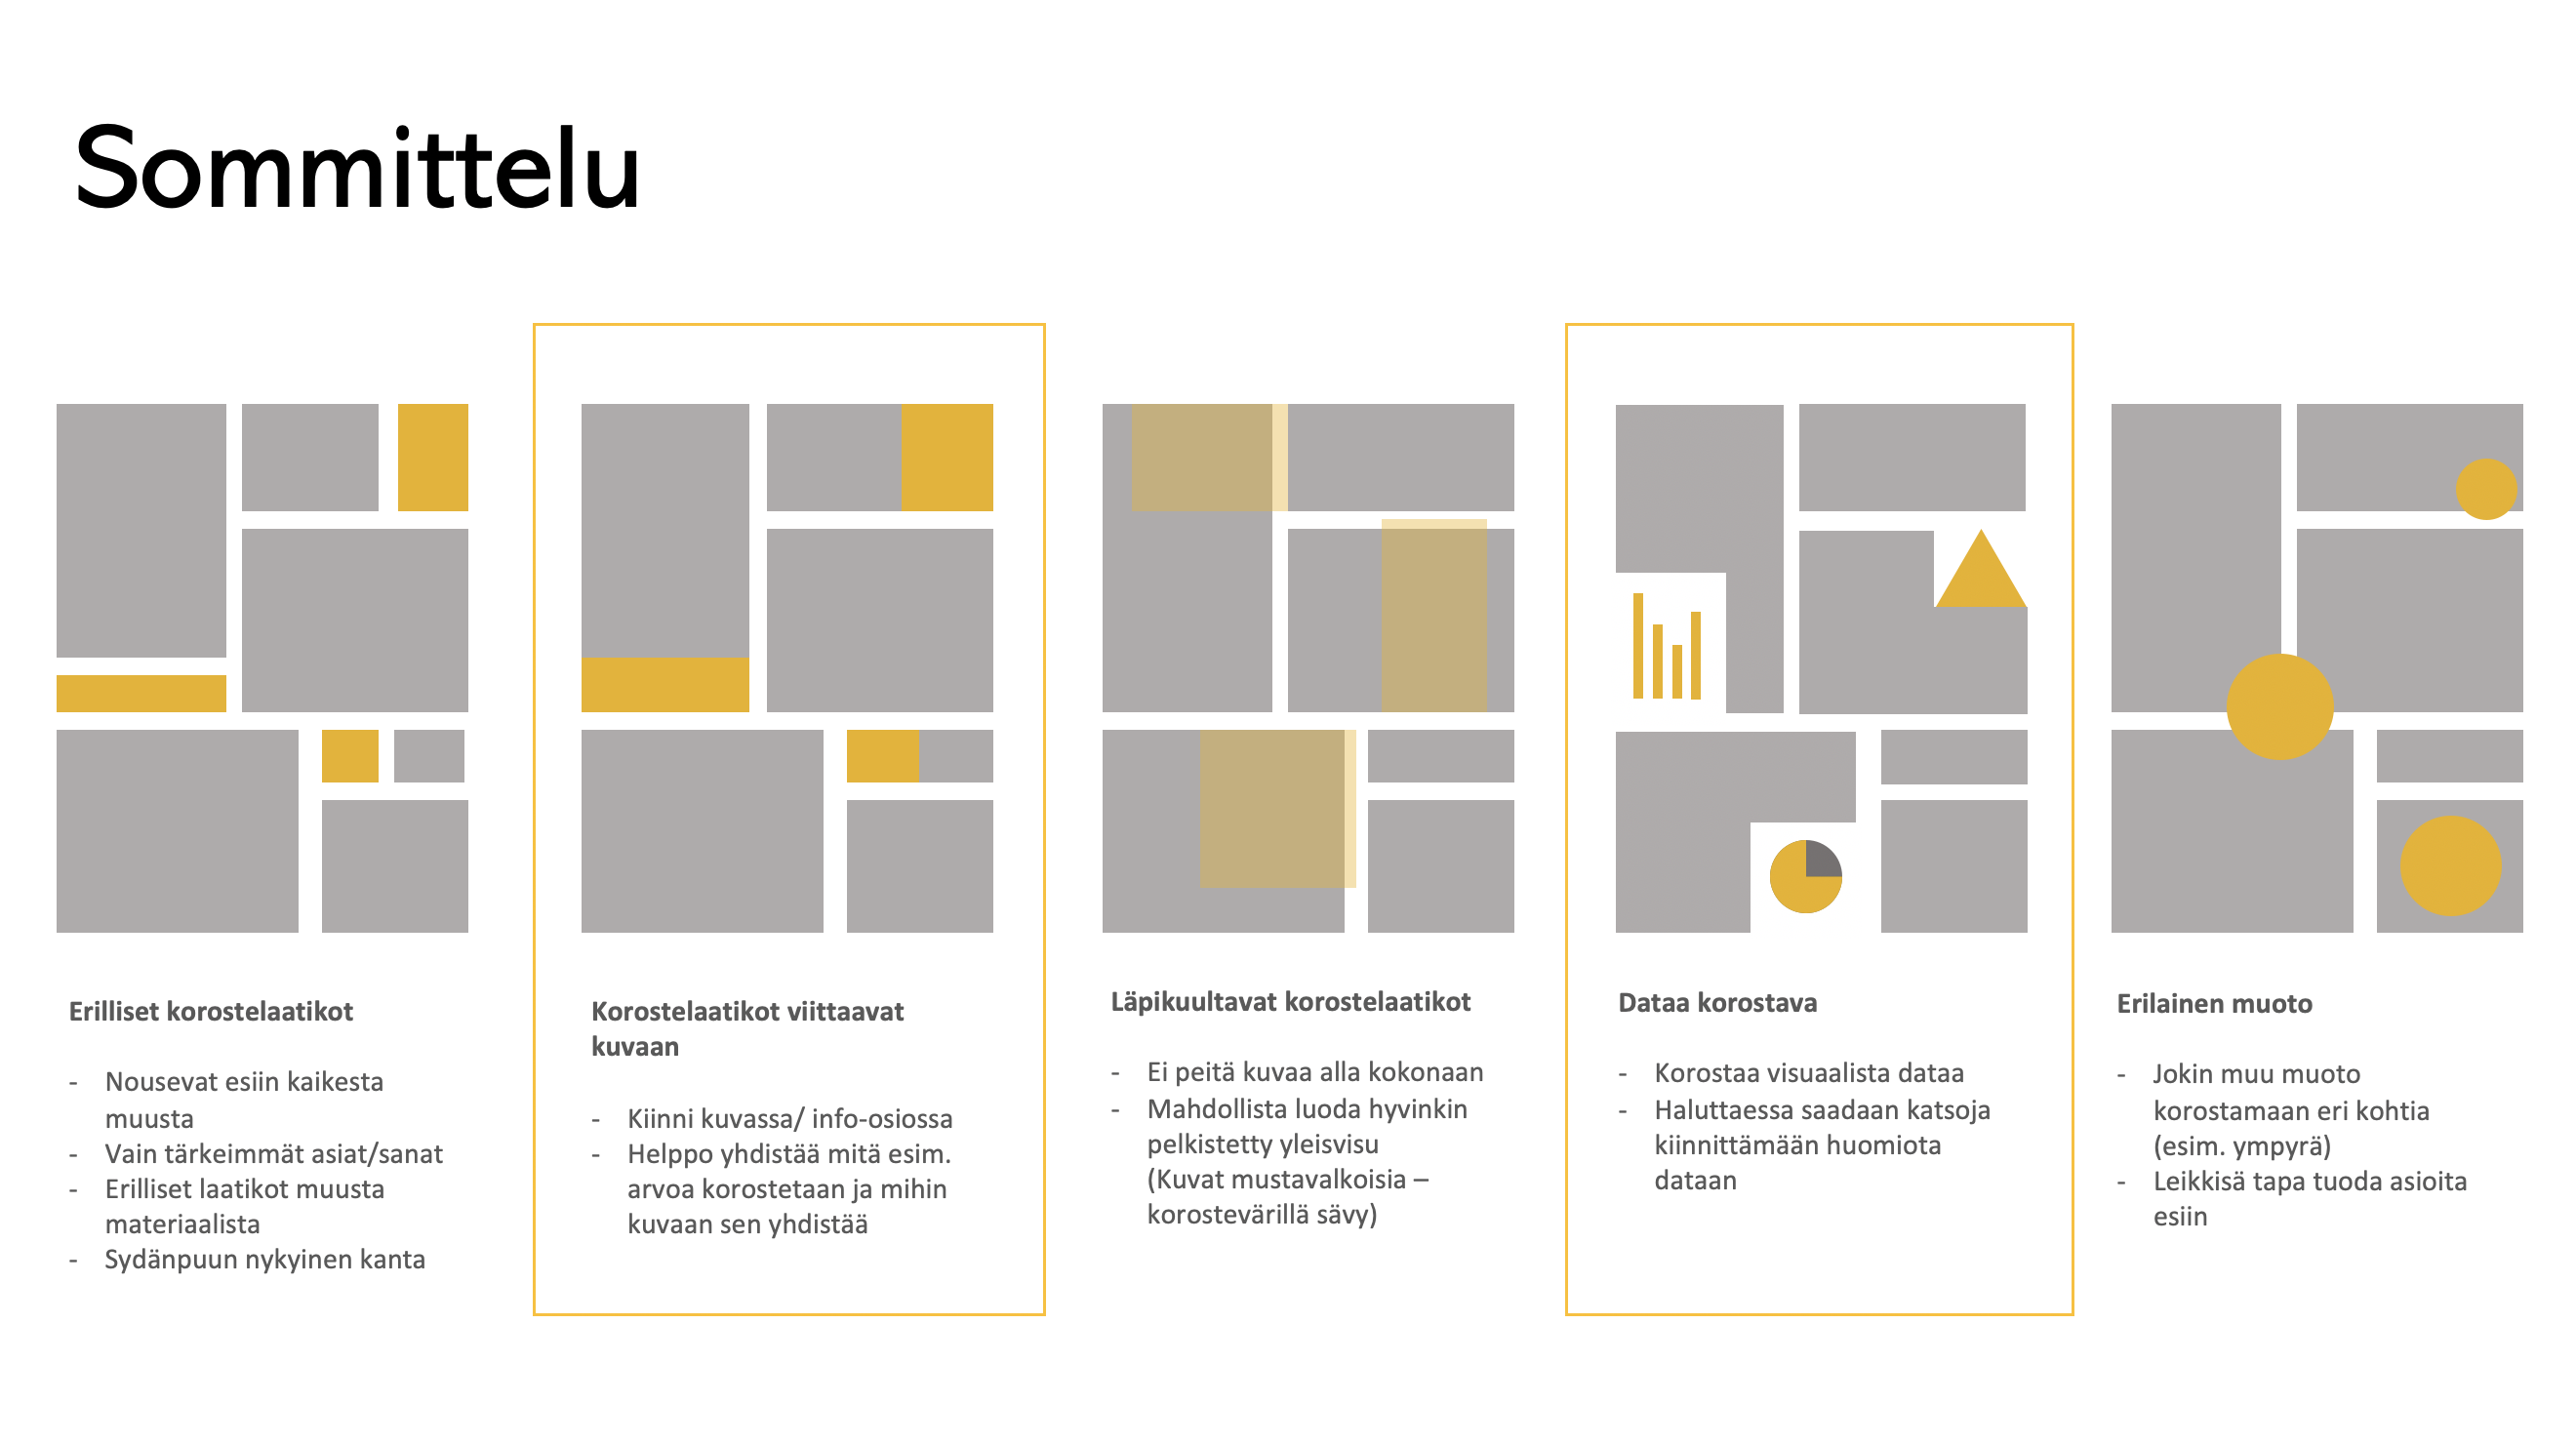 Sommittelu
Erilliset korostelaatikot
- Nousevat esiin kaikesta
muusta
- Vain tärkeimmät asiat/sanat
- Erilliset laatikot muusta
materiaalista
- Sydänpuun nykyinen kanta
Korostelaatikot viittaavat
kuvaan
- Kiinni kuvassa/ info-osiossa
- Helppo yhdistää mitä esim.
arvoa korostetaan ja mihin
kuvaan sen yhdistää
Läpikuultavat korostelaatikot
- Ei peitä kuvaa alla kokonaan
- Mahdollista luoda hyvinkin
pelkistetty yleisvisu
(Kuvat mustavalkoisia –
korostevärillä sävy)
Dataa korostava
- Korostaa visuaalista dataa
- Haluttaessa saadaan katsoja
kiinnittämään huomiota
dataan
Erilainen muoto
- Jokin muu muoto
korostamaan eri kohtia
(esim. ympyrä)
- Leikkisä tapa tuoda asioita
esiin